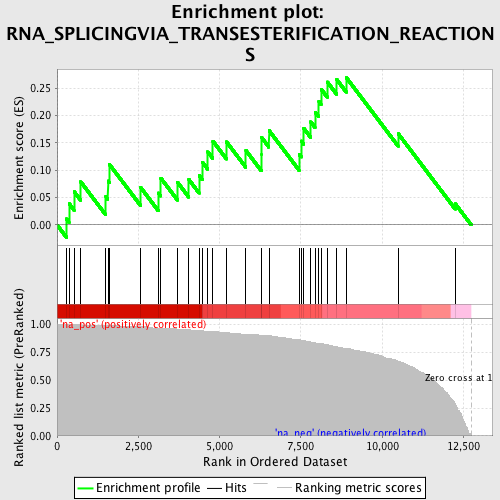 Enrichment plot:
RNA_SPLICINGVIA_TRANSESTERIFICATION_REACTION
S
Enrichment score (ES)
0.25
0.20
0.15
0.10
0.05
0.00
'na_pos' (positively correlated)
Ranked list metric (PreRanked)
1.00
0.75
0.50
0.25
0.00
Zero cross at 1
'na_neg' (negatively correlated)
0
2,500
5,000
7,500
10,000
12,500
Rank in Ordered Dataset
Enrichment profile
Hits
Ranking metric scores